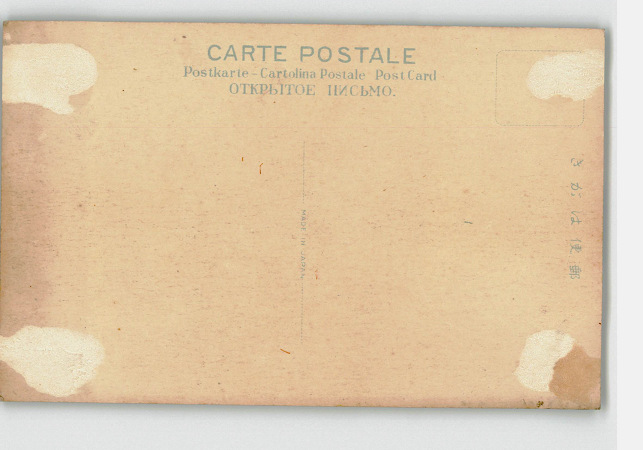 CARTE POSTALE
Postkarte - Cartolina Postale - Post Card
ОТКРЫТОЕ ПИСЬМО.
MADE IN JAPAN
きかは便郵